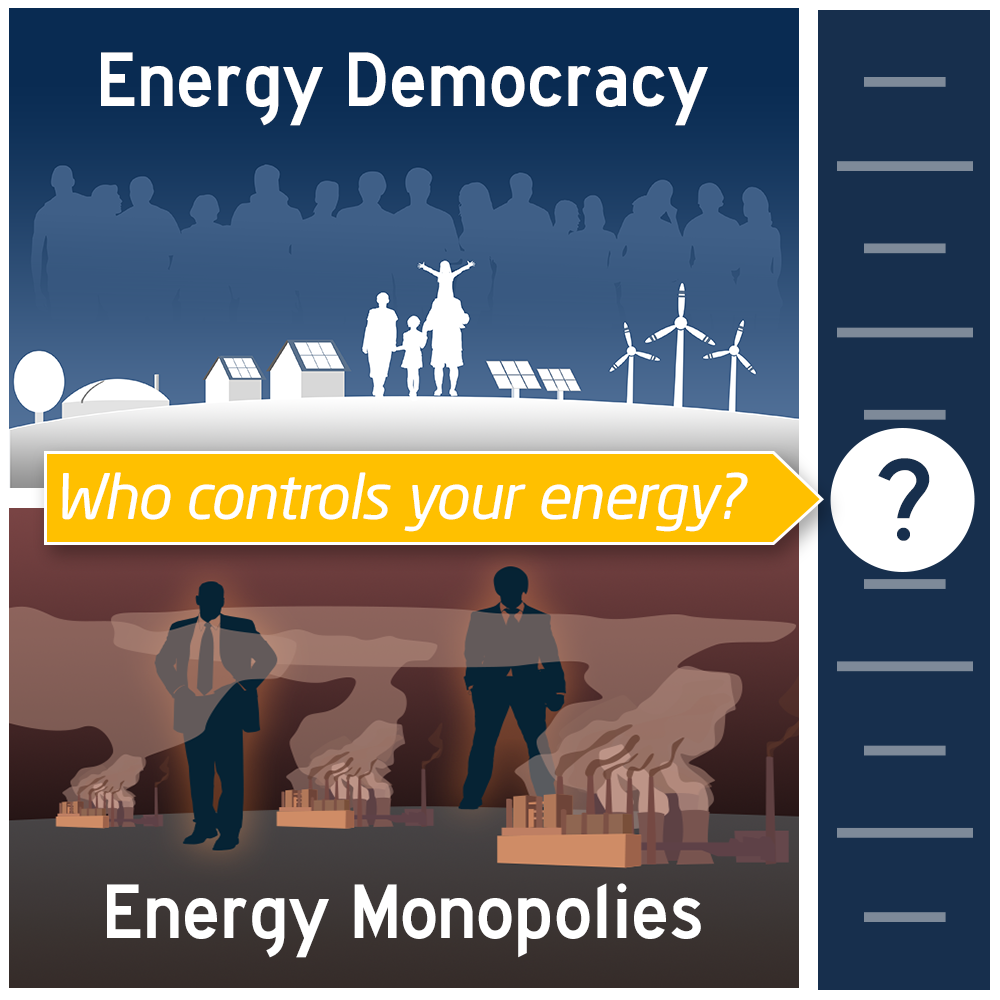 Energy Democracy
Who controls your energy?
?
Energy Monopolies